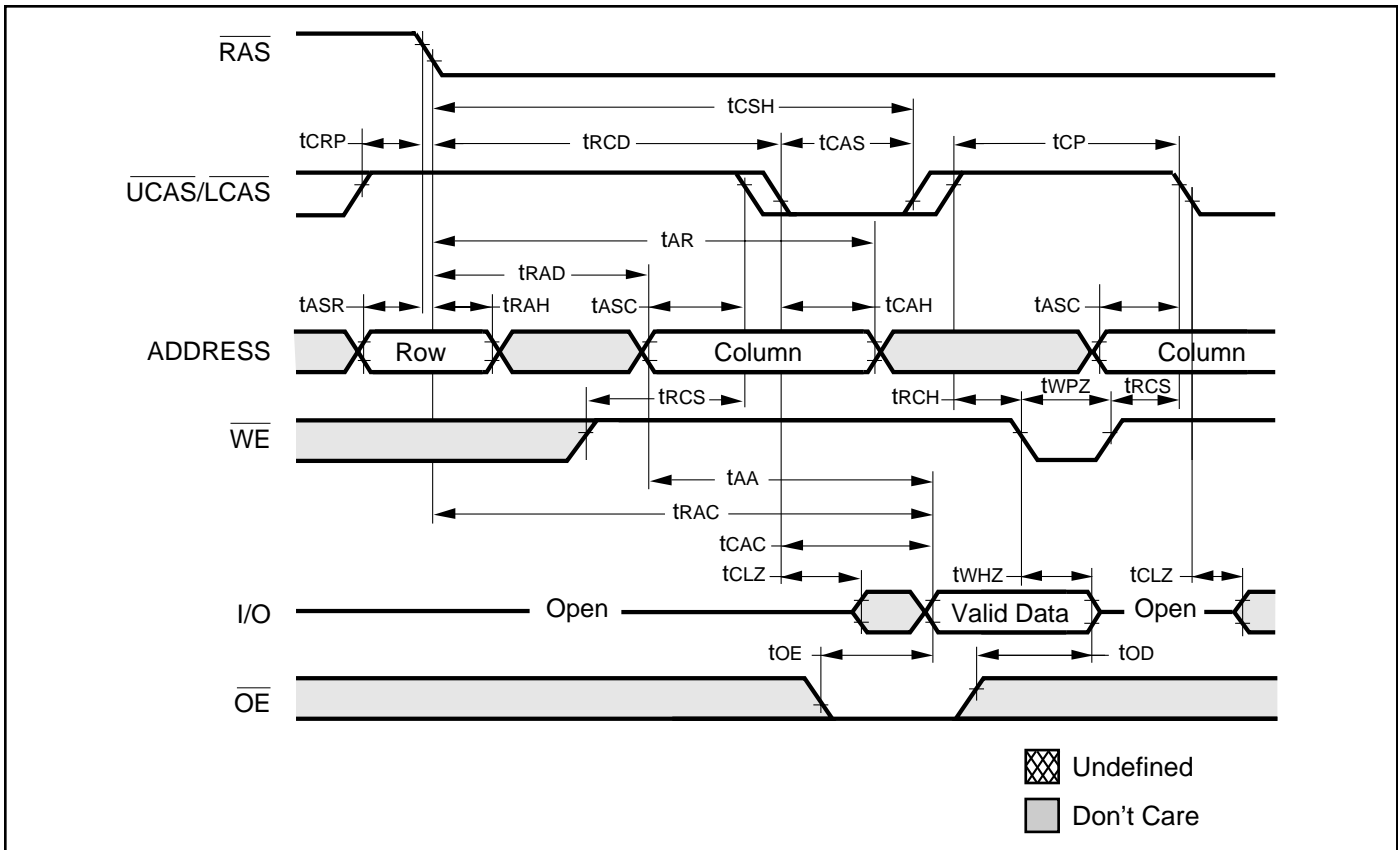 RAS
tCSH
tCRP
tRCD
tCAS
tCP
UCAS/LCAS
tAR
tRAD
tASR
tRAH
tASC
tCAH
tASC
ADDRESS
Row
Column
Column
tRCS
tRCH
tWPZ
tRCS
WE
tAA
tRAC
tCAC
tCLZ
tWHZ
tCLZ
I/O
Open
Valid Data
Open
tOE
tOD
OE
Undefined
Don't Care